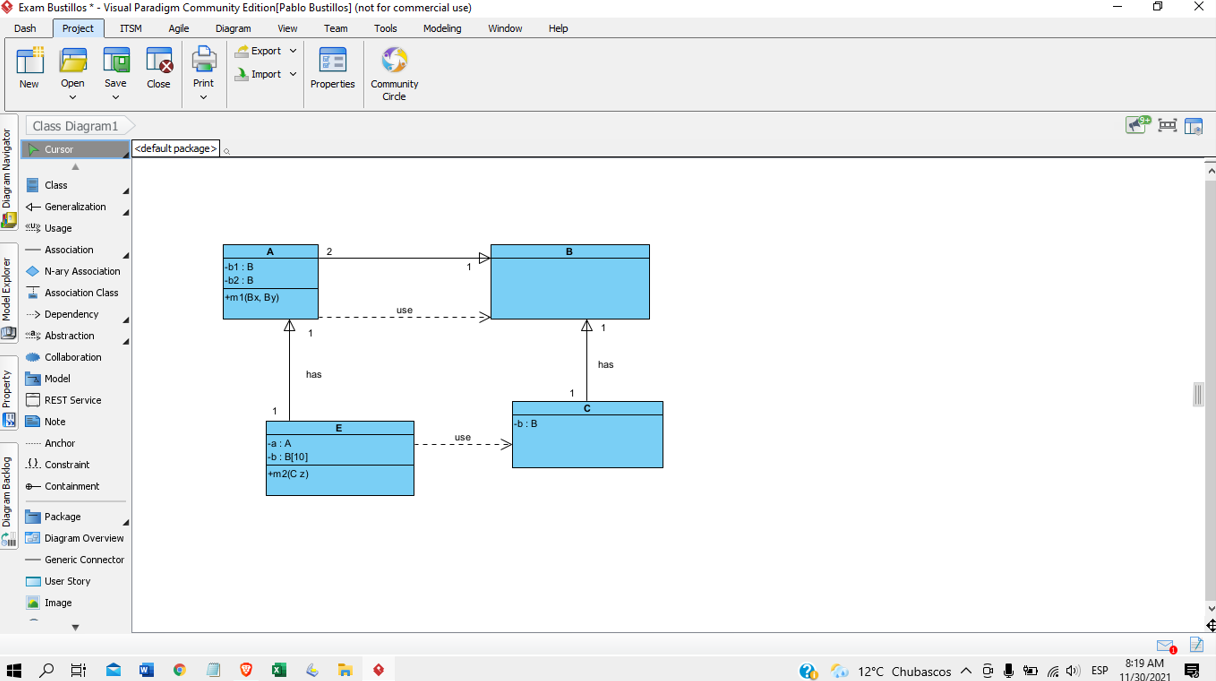 Exam Bustillos * - Visual Paradigm Community Edition[Pablo Bustillos] (not for commercial use)
Dash Project ITSM Agile Diagram View Team Tools Modeling Window Help
New Open Save Close Print Export Import Properties Community Circle
Class Diagram1
9+
Diagram Navigator
Model Explorer
Property
Diagram Backlog
Cursor
<default package>
Class
Generalization
«U» Usage
Association
N-ary Association
Association Class
Dependency
«a» Abstraction
Collaboration
Model
REST Service
Note
Anchor
{} Constraint
Containment
Package
Diagram Overview
Generic Connector
User Story
Image
A
-b1 : B
-b2 : B
+m1(Bx, By)
2
1
B
use
1
has
1
1
has
1
E
-a : A
-b : B[10]
+m2(C z)
use
C
-b : B
1
12°C Chubascos ESP 8:19 AM
11/30/2021